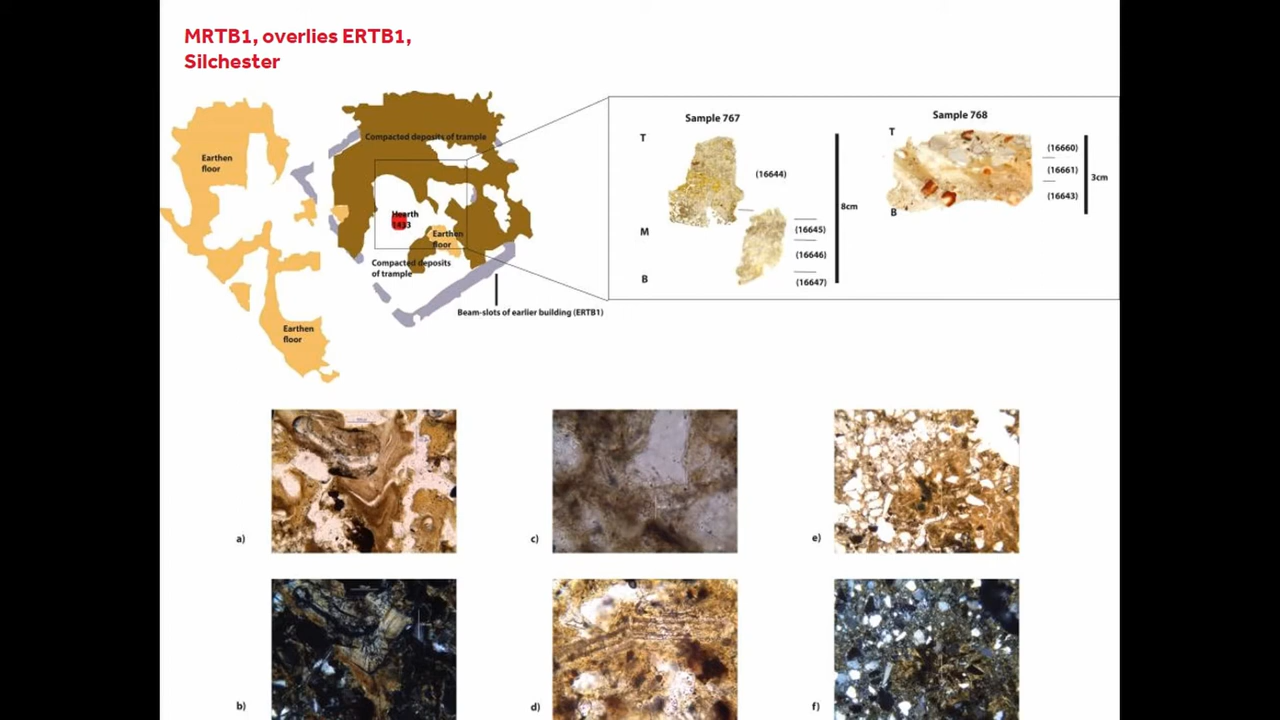 MRTB1, overlies ERTB1,
Silchester
Compacted deposits of trample
Earthen
floor
Hearth
1433
Earthen
floor
Compacted deposits
of trample
Beam-slots of earlier building (ERTB1)
Earthen
floor
Sample 767
T
(16644)
8cm
M
(16645)
(16646)
B
(16647)
Sample 768
T
(16660)
(16661)
3cm
(16643)
B
a)
c)
e)
b)
d)
f)